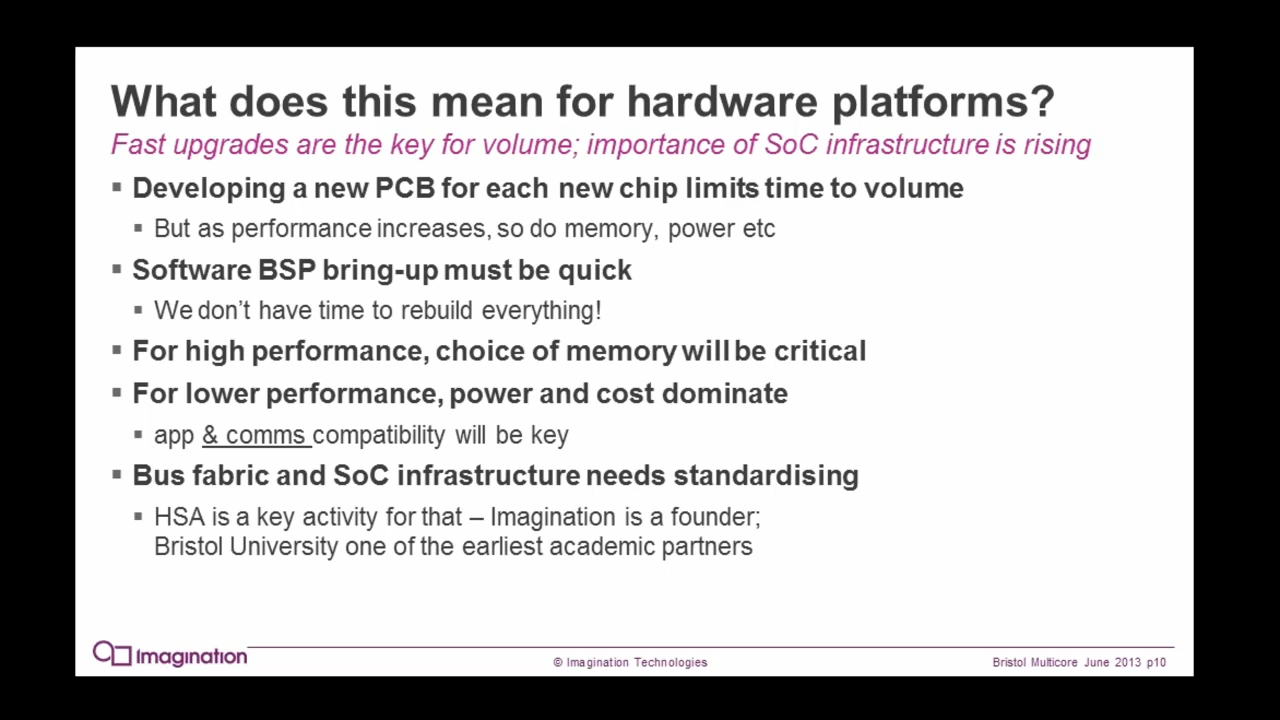 What does this mean for hardware platforms?
Fast upgrades are the key for volume; importance of SoC infrastructure is rising
▪ Developing a new PCB for each new chip limits time to volume
▪ But as performance increases, so do memory, power etc
▪ Software BSP bring-up must be quick
▪ We don't have time to rebuild everything!
▪ For high performance, choice of memory will be critical
▪ For lower performance, power and cost dominate
▪ app & comms compatibility will be key
▪ Bus fabric and SoC infrastructure needs standardising
▪ HSA is a key activity for that – Imagination is a founder;
Bristol University one of the earliest academic partners
Imagination
© Imagination Technologies
Bristol Multicore June 2013 p10